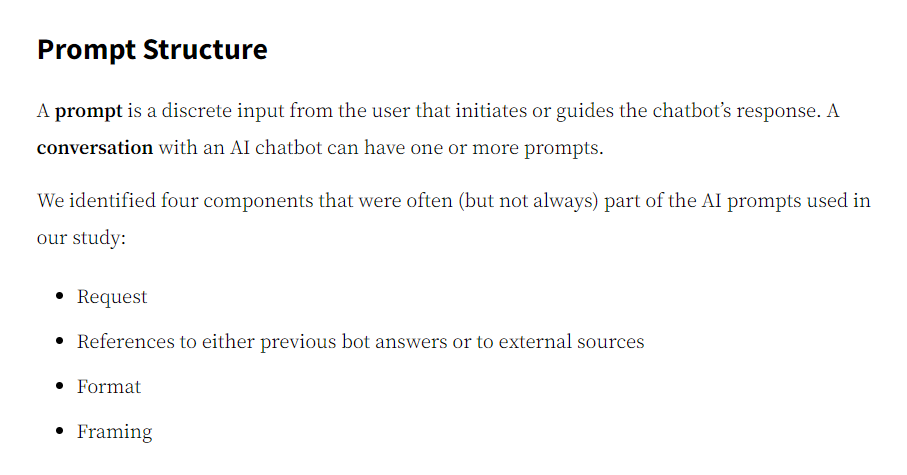 Prompt Structure
A prompt is a discrete input from the user that initiates or guides the chatbot’s response. A
conversation with an AI chatbot can have one or more prompts.
We identified four components that were often (but not always) part of the AI prompts used in
our study:
• Request
• References to either previous bot answers or to external sources
• Format
• Framing